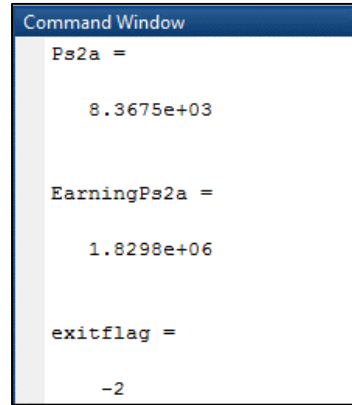 Command Window
Ps2a =
8.3675e+03
EarningPs2a =
1.8298e+06
exitflag =
-2